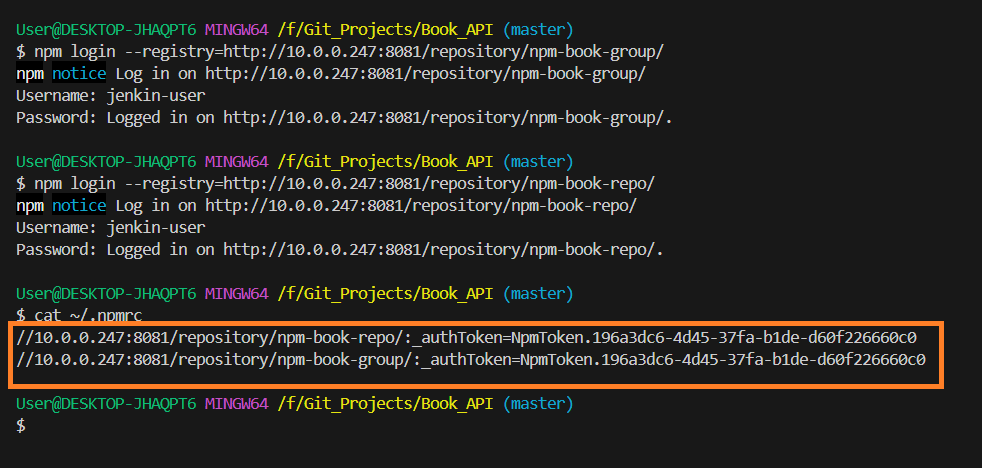 User@DESKTOP-JHAQPT6 MINGW64 /f/Git_Projects/Book_API (master)
$ npm login --registry=http://10.0.0.247:8081/repository/npm-book-group/
npm notice Log in on http://10.0.0.247:8081/repository/npm-book-group/
Username: jenkin-user
Password: Logged in on http://10.0.0.247:8081/repository/npm-book-group/.
User@DESKTOP-JHAQPT6 MINGW64 /f/Git_Projects/Book_API (master)
$ npm login --registry=http://10.0.0.247:8081/repository/npm-book-repo/
npm notice Log in on http://10.0.0.247:8081/repository/npm-book-repo/
Username: jenkin-user
Password: Logged in on http://10.0.0.247:8081/repository/npm-book-repo/.
User@DESKTOP-JHAQPT6 MINGW64 /f/Git_Projects/Book_API (master)
$ cat ~/.npmrc
//10.0.0.247:8081/repository/npm-book-repo/:_authToken=NpmToken.196a3dc6-4d45-37fa-b1de-d60f226660c0
//10.0.0.247:8081/repository/npm-book-group/:_authToken=NpmToken.196a3dc6-4d45-37fa-b1de-d60f226660c0
User@DESKTOP-JHAQPT6 MINGW64 /f/Git_Projects/Book_API (master)
$